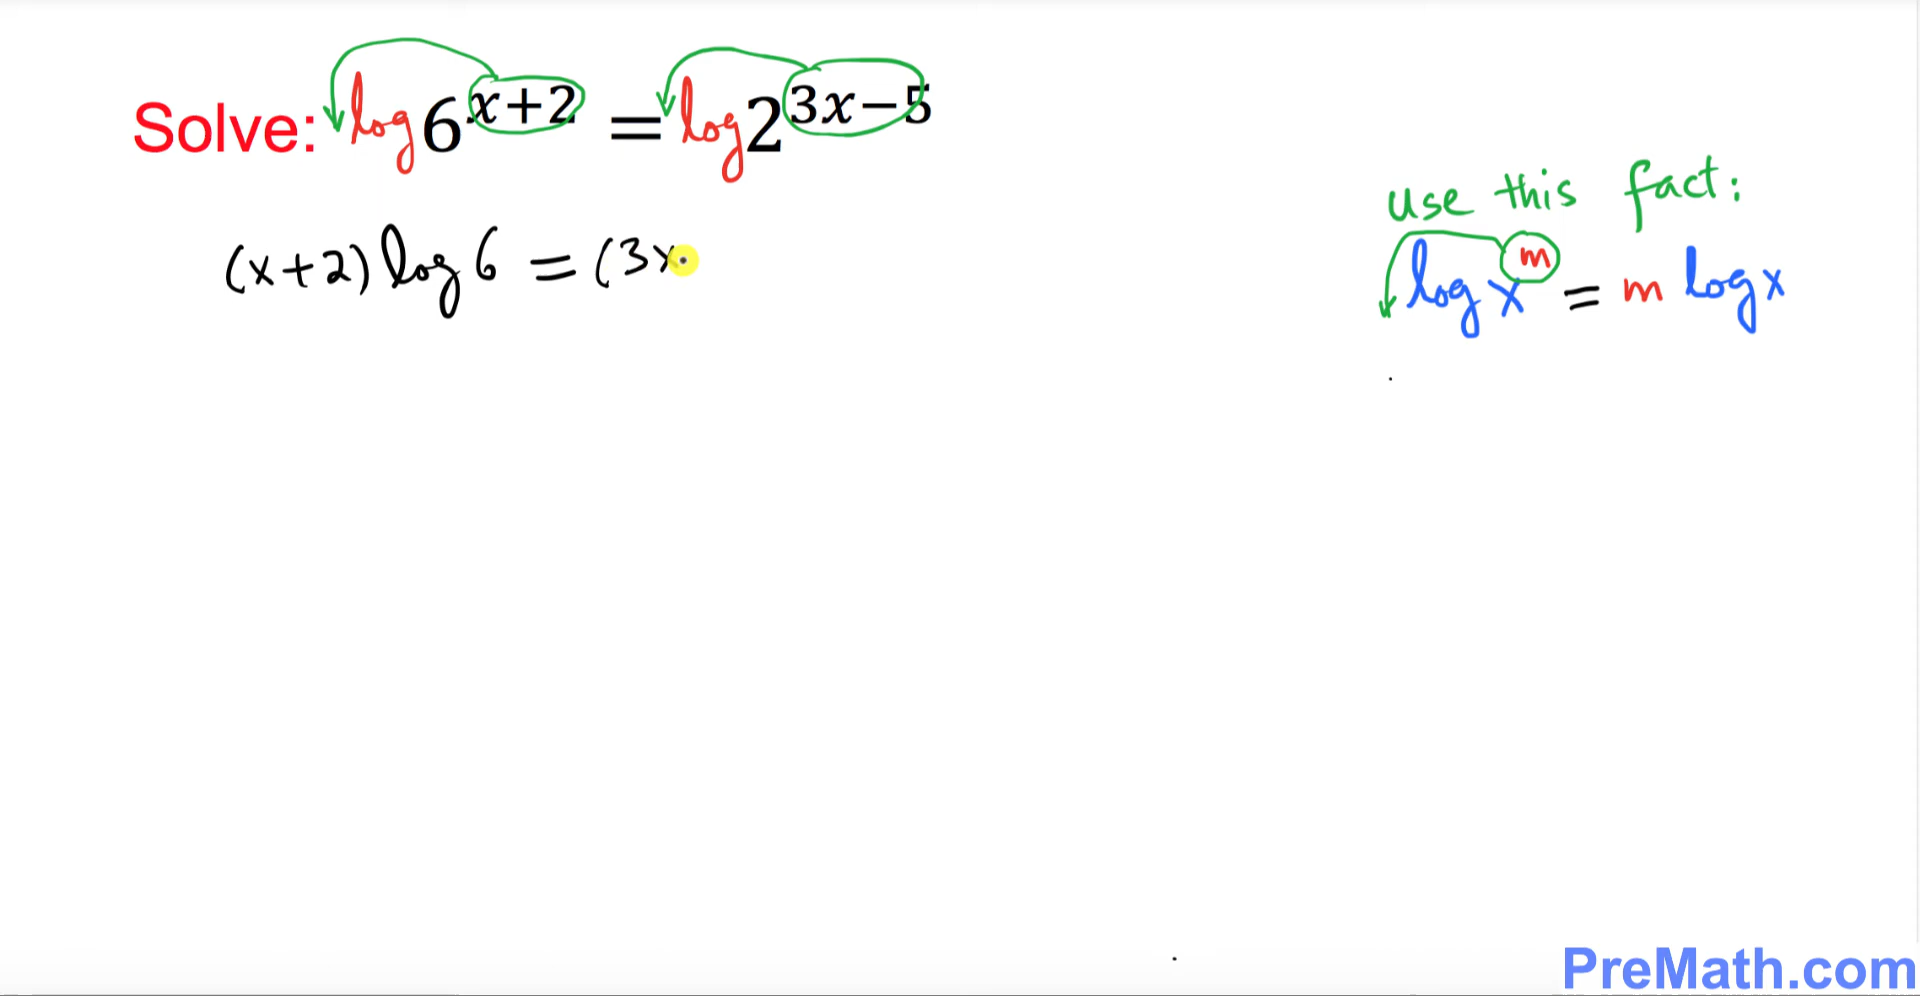 Solve: log 6^{x+2} = log 2^{3x−5}
use this fact:
(x+2) log 6 = (3x
log x^m = m log x
PreMath.com